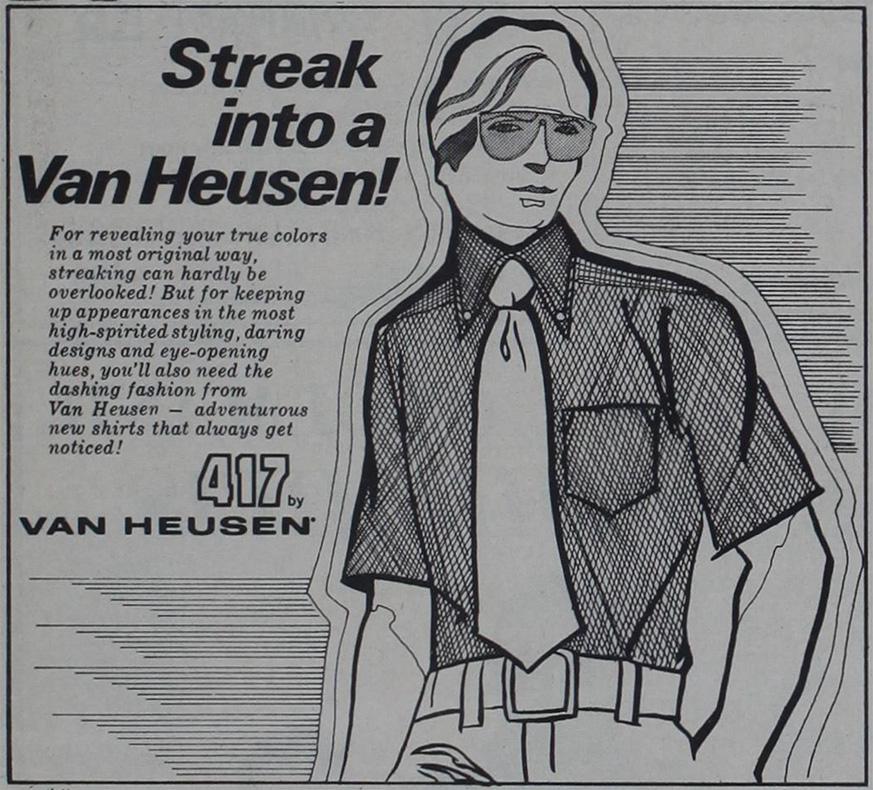 Streak
into a
Van Heusen!
For revealing your true colors
in a most original way,
streaking can hardly be
overlooked! But for keeping
up appearances in the most
high-spirited styling, daring
designs and eye-opening
hues, you'll also need the
dashing fashion from
Van Heusen — adventurous
new shirts that always get
noticed!
417 by
VAN HEUSEN